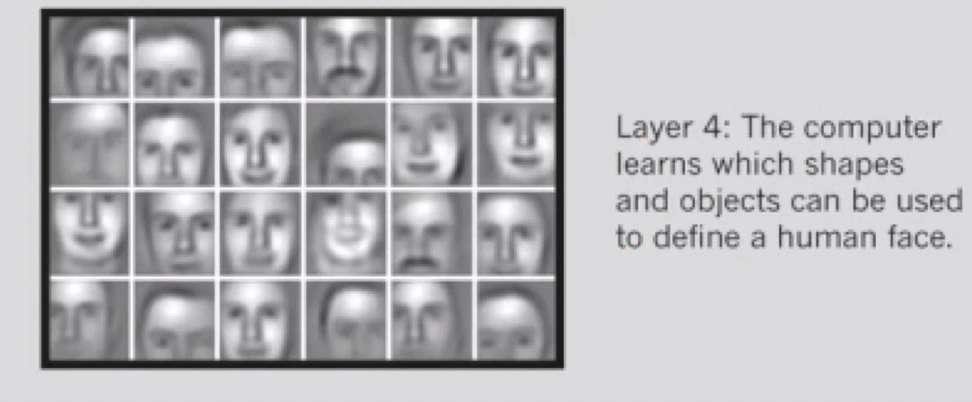 Layer 4: The computer
learns which shapes
and objects can be used
to define a human face.